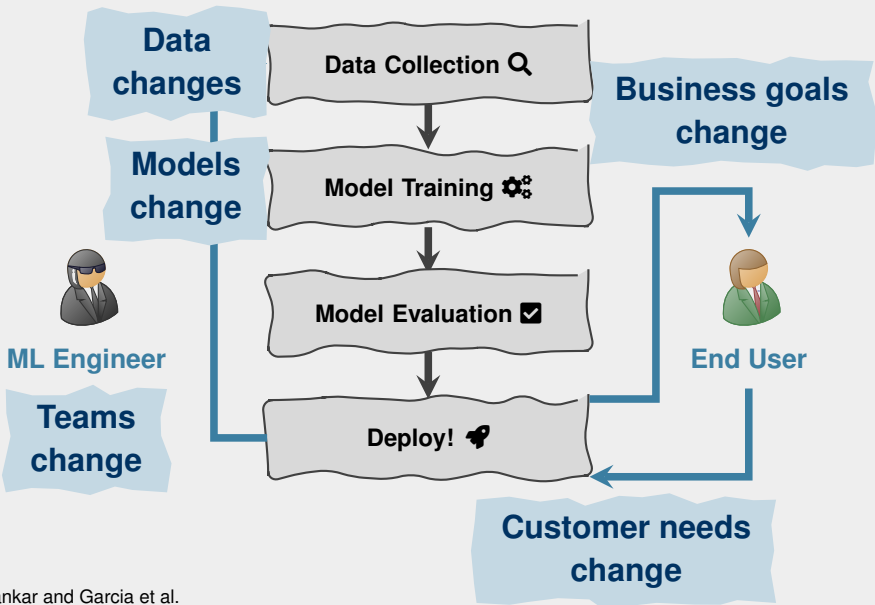 Data
changes
Data Collection
Business goals
change
Models
change
Model Training
Model Evaluation
ML Engineer
End User
Teams
change
Deploy!
Customer needs
change
and Garcia et al.